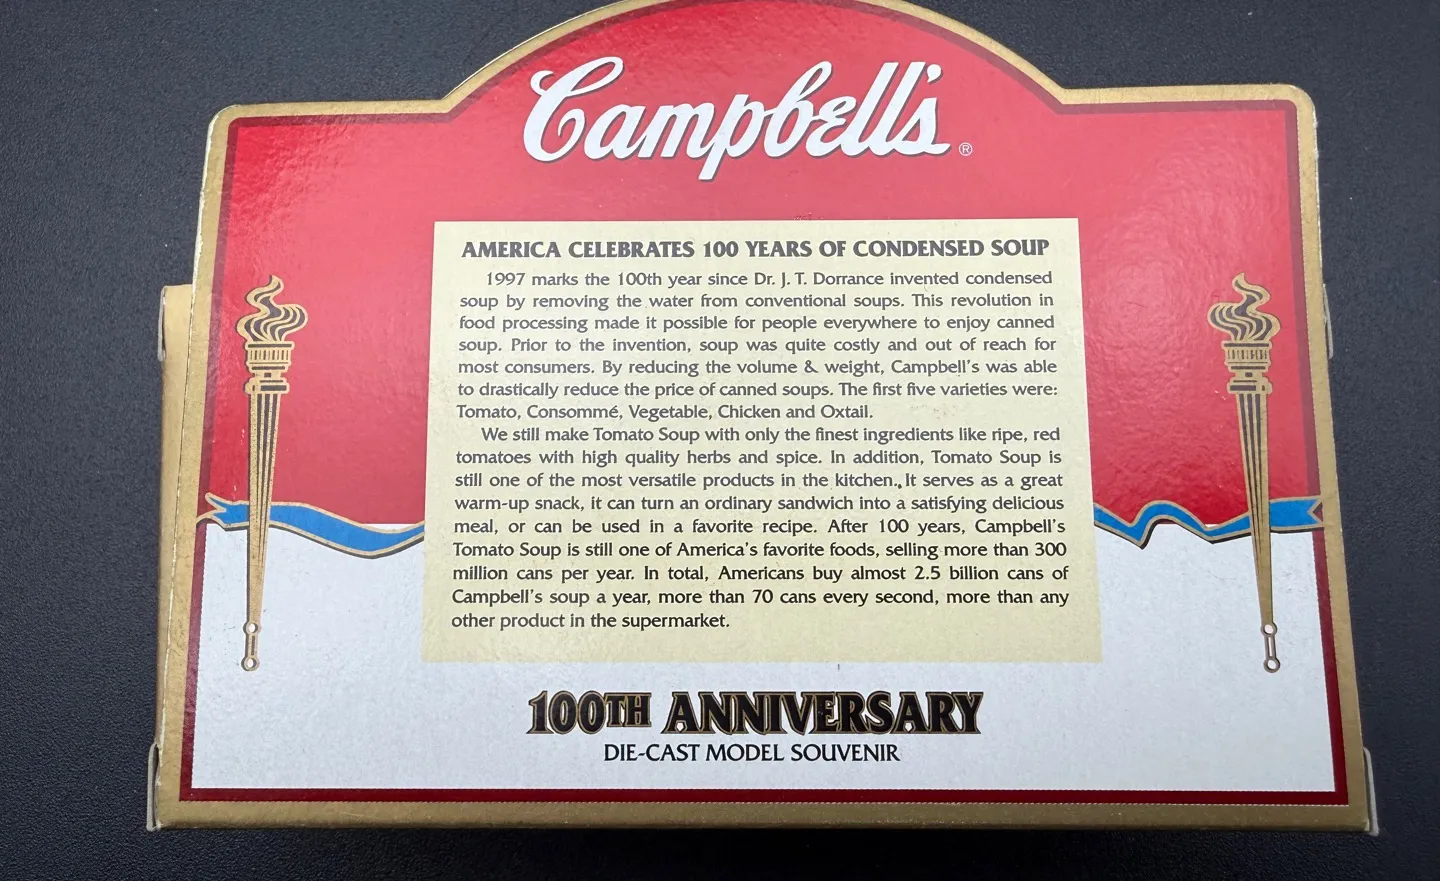 Campbell's®
AMERICA CELEBRATES 100 YEARS OF CONDENSED SOUP
1997 marks the 100th year since Dr. J. T. Dorrance invented condensed
soup by removing the water from conventional soups. This revolution in
food processing made it possible for people everywhere to enjoy canned
soup. Prior to the invention, soup was quite costly and out of reach for
most consumers. By reducing the volume & weight, Campbell's was able
to drastically reduce the price of canned soups. The first five varieties were:
Tomato, Consommé, Vegetable, Chicken and Oxtail.
We still make Tomato Soup with only the finest ingredients like ripe, red
tomatoes with high quality herbs and spice. In addition, Tomato Soup is
still one of the most versatile products in the kitchen. It serves as a great
warm-up snack, it can turn an ordinary sandwich into a satisfying delicious
meal, or can be used in a favorite recipe. After 100 years, Campbell's
Tomato Soup is still one of America's favorite foods, selling more than 300
million cans per year. In total, Americans buy almost 2.5 billion cans of
Campbell's soup a year, more than 70 cans every second, more than any
other product in the supermarket.
100TH ANNIVERSARY
DIE-CAST MODEL SOUVENIR